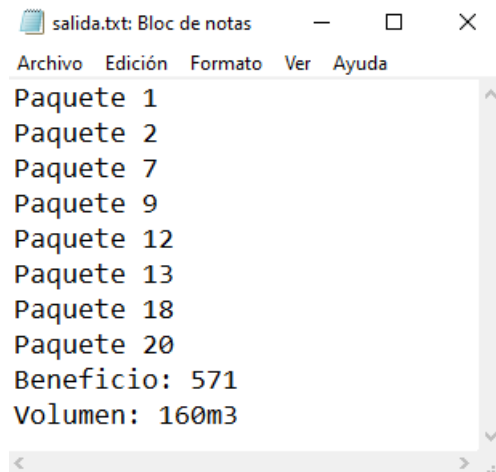 salida.txt: Bloc de notas
Archivo Edición Formato Ver Ayuda
Paquete 1
Paquete 2
Paquete 7
Paquete 9
Paquete 12
Paquete 13
Paquete 18
Paquete 20
Beneficio: 571
Volumen: 160m3